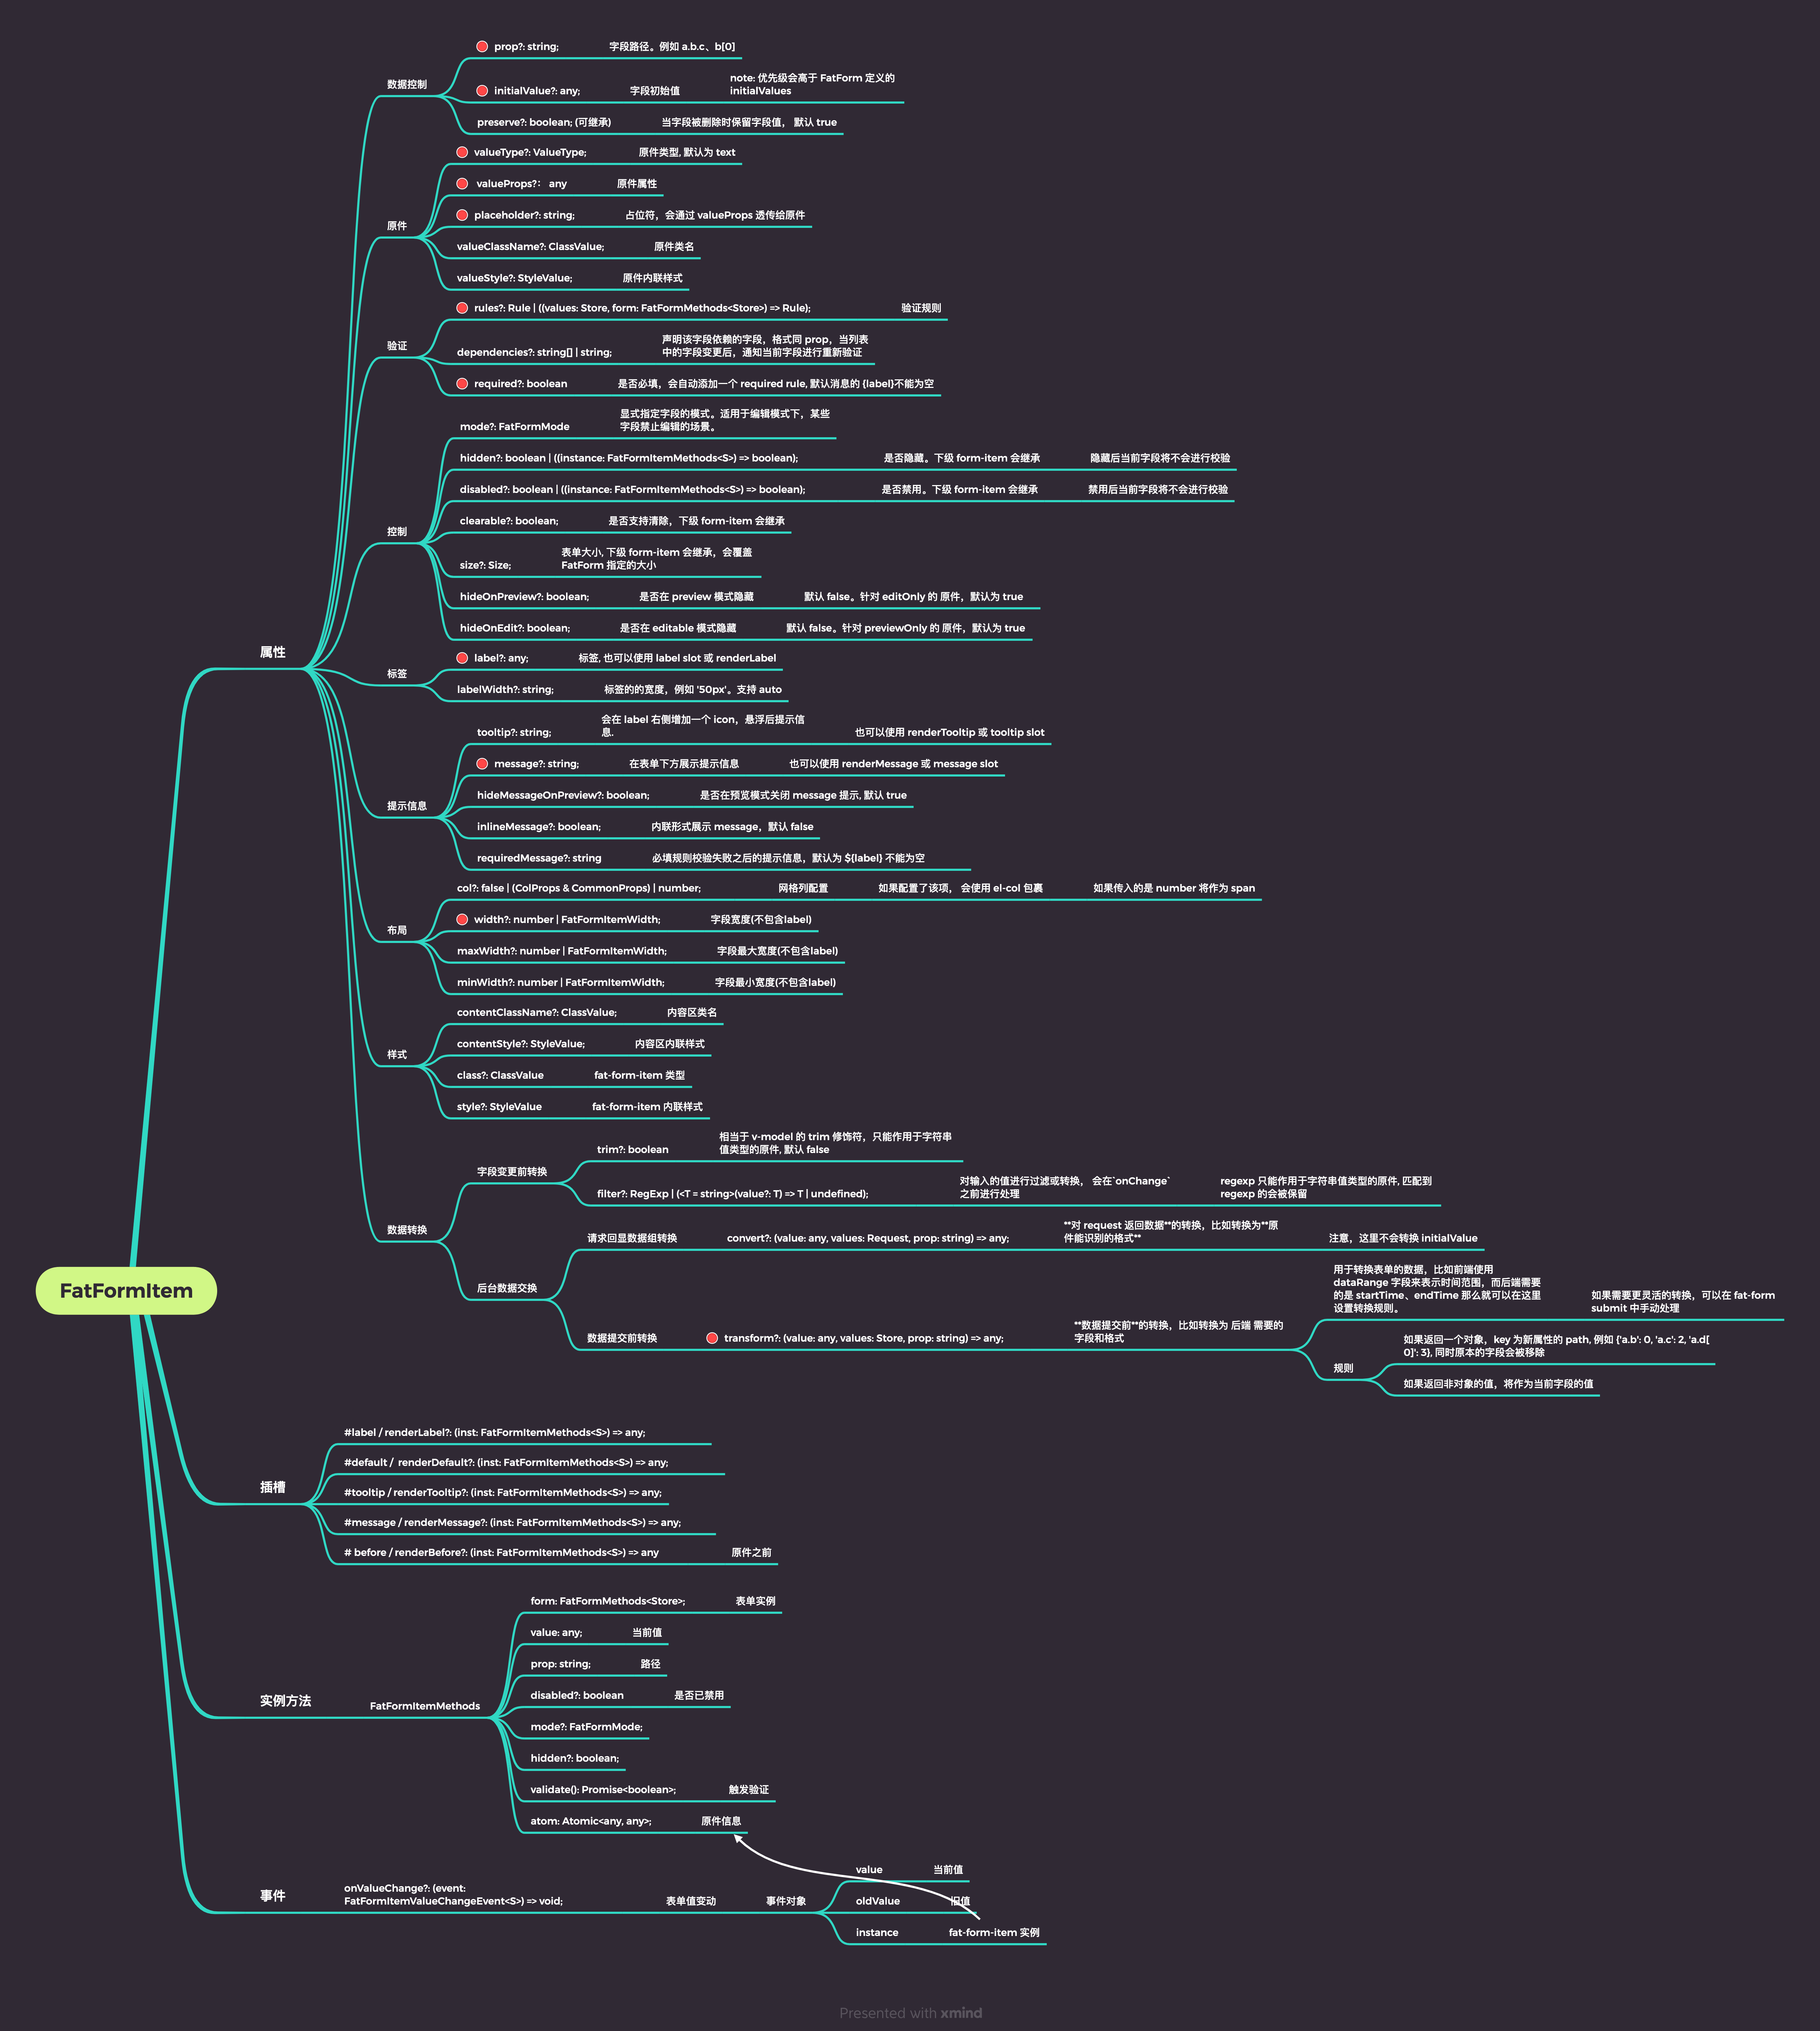 prop?: string;
字段路径。例如 a.b.c、b[0]
数据控制
initialValue?: any;
字段初始值
note: 优先级会高于 FatForm 定义的
initialValues
preserve?: boolean; (可继承)
当字段被删除时保留字段值， 默认 true
valueType?: ValueType;
原件类型, 默认为 text
valueProps?： any
原件属性
原件
placeholder?: string;
占位符，会通过 valueProps 透传给原件
valueClassName?: ClassValue;
原件类名
valueStyle?: StyleValue;
原件内联样式
rules?: Rule | ((values: Store, form: FatFormMethods<Store>) => Rule);
验证规则
验证
dependencies?: string[] | string;
声明该字段依赖的字段，格式同 prop，当列表
中的字段变更后，通知当前字段进行重新验证
required?: boolean
是否必填，会自动添加一个 required rule, 默认消息的 {label}不能为空
mode?: FatFormMode
显式指定字段的模式。适用于编辑模式下，某些
字段禁止编辑的场景。
hidden?: boolean | ((instance: FatFormItemMethods<S>) => boolean);
是否隐藏。下级 form-item 会继承
隐藏后当前字段将不会进行校验
disabled?: boolean | ((instance: FatFormItemMethods<S>) => boolean);
是否禁用。下级 form-item 会继承
禁用后当前字段将不会进行校验
控制
clearable?: boolean;
是否支持清除，下级 form-item 会继承
size?: Size;
表单大小, 下级 form-item 会继承，会覆盖
FatForm 指定的大小
hideOnPreview?: boolean;
是否在 preview 模式隐藏
默认 false。针对 editOnly 的 原件，默认为 true
hideOnEdit?: boolean;
是否在 editable 模式隐藏
默认 false。针对 previewOnly 的 原件，默认为 true
属性
label?: any;
标签, 也可以使用 label slot 或 renderLabel
标签
labelWidth?: string;
标签的的宽度，例如 '50px'。支持 auto
tooltip?: string;
会在 label 右侧增加一个 icon，悬浮后提示信
息.
也可以使用 renderTooltip 或 tooltip slot
message?: string;
在表单下方展示提示信息
也可以使用 renderMessage 或 message slot
提示信息
hideMessageOnPreview?: boolean;
是否在预览模式关闭 message 提示, 默认 true
inlineMessage?: boolean;
内联形式展示 message，默认 false
requiredMessage?: string
必填规则校验失败之后的提示信息，默认为 ${label} 不能为空
col?: false | (ColProps & CommonProps) | number;
网格列配置
如果配置了该项， 会使用 el-col 包裹
如果传入的是 number 将作为 span
布局
width?: number | FatFormItemWidth;
字段宽度(不包含label)
maxWidth?: number | FatFormItemWidth;
字段最大宽度(不包含label)
minWidth?: number | FatFormItemWidth;
字段最小宽度(不包含label)
contentClassName?: ClassValue;
内容区类名
样式
contentStyle?: StyleValue;
内容区内联样式
class?: ClassValue
fat-form-item 类型
style?: StyleValue
fat-form-item 内联样式
数据转换
字段变更前转换
trim?: boolean
相当于 v-model 的 trim 修饰符，只能作用于字符串
值类型的原件, 默认 false
filter?: RegExp | (<T = string>(value?: T) => T | undefined);
对输入的值进行过滤或转换， 会在`onChange`
之前进行处理
regexp 只能作用于字符串值类型的原件, 匹配到
regexp 的会被保留
后台数据交换
请求回显数据组转换
convert?: (value: any, values: Request, prop: string) => any;
**对 request 返回数据**的转换，比如转换为**原
件能识别的格式**
注意，这里不会转换 initialValue
数据提交前转换
transform?: (value: any, values: Store, prop: string) => any;
**数据提交前**的转换，比如转换为 后端 需要的
字段和格式
用于转换表单的数据，比如前端使用
dataRange 字段来表示时间范围，而后端需要
的是 startTime、endTime 那么就可以在这里
设置转换规则。
如果需要更灵活的转换，可以在 fat-form
submit 中手动处理
规则
如果返回一个对象，key 为新属性的 path, 例如 {'a.b': 0, 'a.c': 2, 'a.d[
0]': 3}, 同时原本的字段会被移除
如果返回非对象的值，将作为当前字段的值
FatFormItem
插槽
#label / renderLabel?: (inst: FatFormItemMethods<S>) => any;
#default /  renderDefault?: (inst: FatFormItemMethods<S>) => any;
#tooltip / renderTooltip?: (inst: FatFormItemMethods<S>) => any;
#message / renderMessage?: (inst: FatFormItemMethods<S>) => any;
# before / renderBefore?: (inst: FatFormItemMethods<S>) => any
原件之前
实例方法
FatFormItemMethods
form: FatFormMethods<Store>;
表单实例
value: any;
当前值
prop: string;
路径
disabled?: boolean
是否已禁用
mode?: FatFormMode;
hidden?: boolean;
validate(): Promise<boolean>;
触发验证
atom: Atomic<any, any>;
原件信息
事件
onValueChange?: (event:
FatFormItemValueChangeEvent<S>) => void;
表单值变动
事件对象
value
当前值
oldValue
旧值
instance
fat-form-item 实例
Presented with xmind